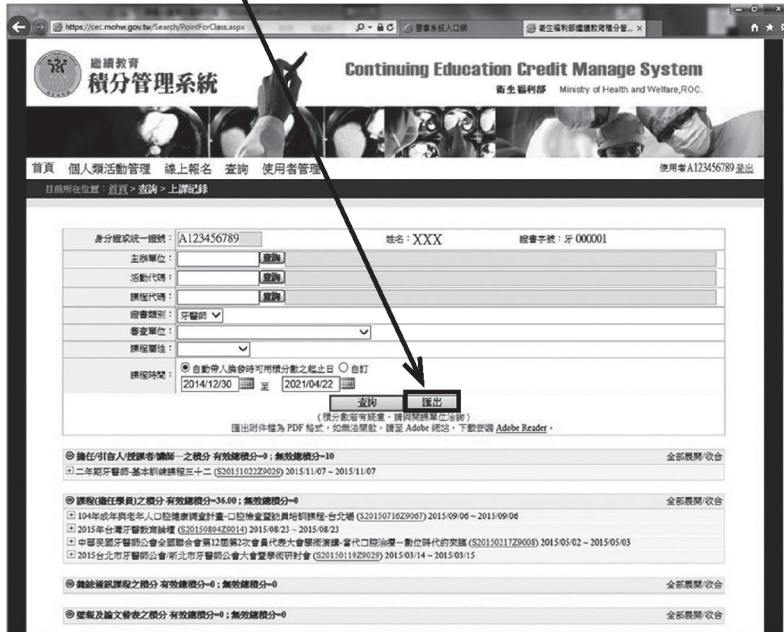 https://cec.mohw.gov.tw/Search/PointForClass.aspx
醫事系統入口網
衛生福利部繼續教育積分管... ×
繼續教育
積分管理系統
Continuing Education Credit Manage System
衛生福利部 Ministry of Health and Welfare,ROC.
首頁 個人類活動管理 線上報名 查詢 使用者管理
使用者A123456789 登出
目前所在位置：首頁 > 查詢 > 上課紀錄
身分證或統一證號： A123456789 姓名：XXX 證書字號：牙 000001
主辦單位： 查詢
活動代碼： 查詢
課程代碼： 查詢
證書類別： 牙醫師
審查單位：
課程屬性：
課程時間： 自動帶入換發時可用積分數之起止日 自訂
2014/12/30 至 2021/04/22
查詢 匯出
(積分數若有疑意，請與開課單位洽詢)
匯出附件檔為 PDF 格式，如無法開啟，請至 Adobe 網站，下載安裝 Adobe Reader。
◎ 擔任/引言人/授課者/講師…之積分 有效總積分=0；無效總積分=10 全部展開/收合
二年期牙醫師-基本訓練課程三十二 (S20151022Z9029) 2015/11/07 ~ 2015/11/07
◎ 課程(擔任學員)之積分 有效總積分=36.00；無效總積分=0 全部展開/收合
104年成年與老年人口腔健康調查計畫-口腔檢查暨訪員培訓課程-台北場 (S20150716Z9067) 2015/09/06 ~ 2015/09/06
2015年台灣牙醫教育論壇 (S20150804Z9014) 2015/08/23 ~ 2015/08/23
中華民國牙醫師公會全國聯合會第12屆第2次會員代表大會學術演講-當代口腔治療－數位時代的來臨 (S20150217Z9008) 2015/05/02 ~ 2015/05/03
2015台北市牙醫師公會/新北市牙醫師公會大會暨學術研討會 (S20150119Z9029) 2015/03/14 ~ 2015/03/15
◎ 雜誌通訊課程之積分 有效總積分=0；無效總積分=0 全部展開/收合
◎ 壁報及論文發表之積分 有效總積分=0；無效總積分=0 全部展開/收合